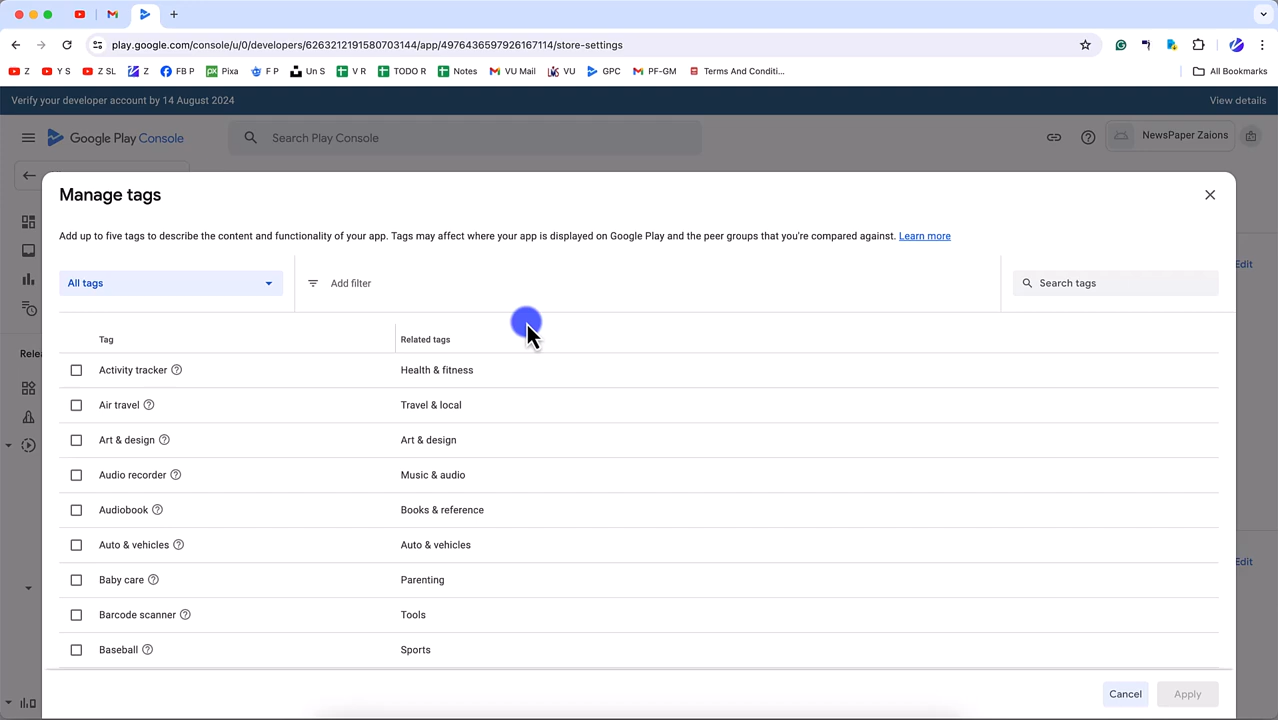 play.google.com/console/u/0/developers/6263212191580703144/app/4976436597926167114/store-settings
Z
Y S
Z SL
Z
FB P
Pixa
F P
Un S
V R
TODO R
Notes
VU Mail
VU
GPC
PF-GM
Terms And Conditi...
All Bookmarks
Verify your developer account by 14 August 2024
View details
Google Play Console
Search Play Console
NewsPaper Zaions
Manage tags
Add up to five tags to describe the content and functionality of your app. Tags may affect where your app is displayed on Google Play and the peer groups that you're compared against. Learn more
Edit
All tags
Add filter
Search tags
Tag
Related tags
Relea
Activity tracker
Health & fitness
Air travel
Travel & local
Art & design
Art & design
Audio recorder
Music & audio
Audiobook
Books & reference
Auto & vehicles
Auto & vehicles
Edit
Baby care
Parenting
Barcode scanner
Tools
Baseball
Sports
Cancel
Apply